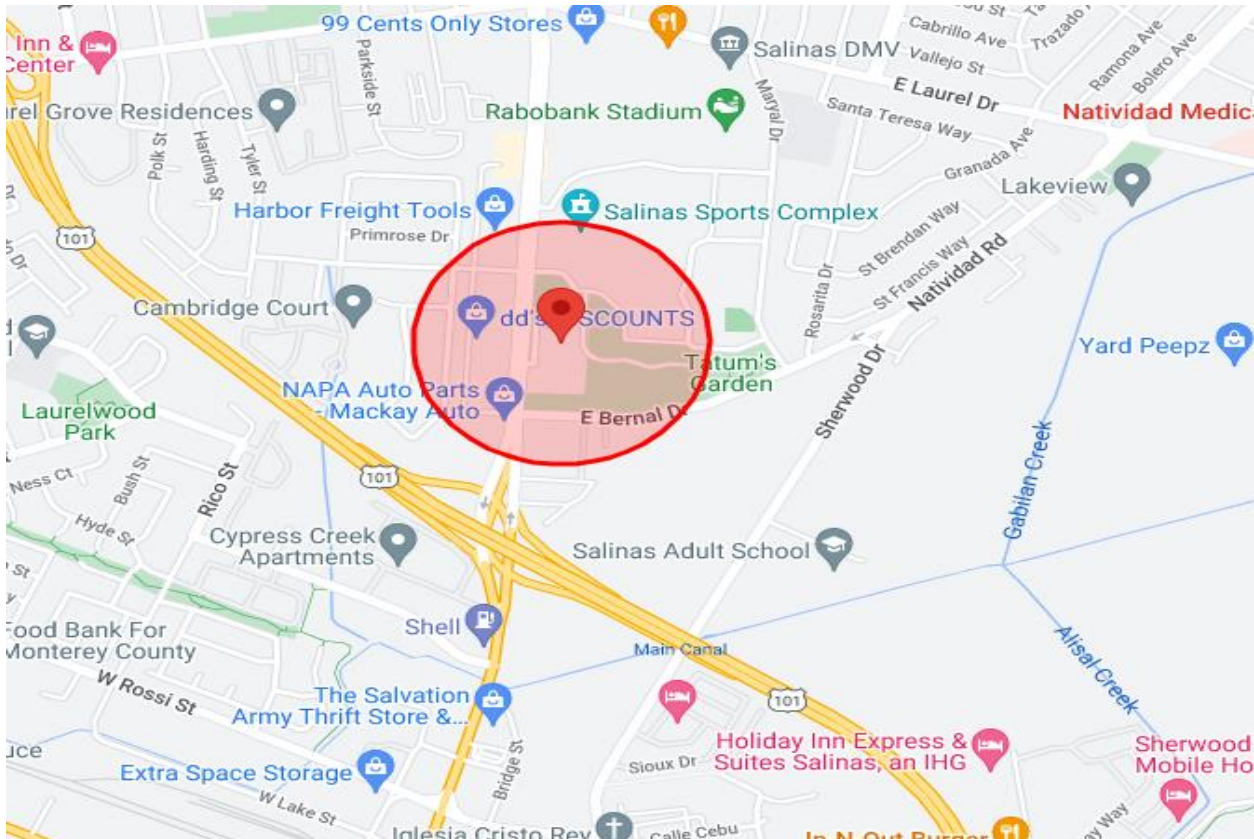 99 Cents Only Stores
Cabrillo Ave
Trazado
Inn &
Center
Parkside St
Salinas DMV
Vallejo St
Ramona Ave
Bolero Ave
E Laurel Dr
rel Grove Residences
Rabobank Stadium
Maryal Dr
Santa Teresa Way
Natividad Medica
Polk St
Harding St
Tyler St
Granada Ave
Lakeview
Harbor Freight Tools
Salinas Sports Complex
St Brendan Way
Primrose Dr
101
St Francis Way
Natividad Rd
Rosarita Dr
Cambridge Court
dd's DISCOUNTS
Yard Peepz
Tatum's
Garden
NAPA Auto Parts
- Mackay Auto
E Bernal Dr
Sherwood Dr
Laurelwood
Park
101
Ness Ct
Bush St
Rico St
Hyde St
Gabilan Creek
Cypress Creek
Apartments
Salinas Adult School
Shell
Food Bank For
Monterey County
Main Canal
Alisal Creek
W Rossi St
The Salvation
Army Thrift Store &...
101
Holiday Inn Express &
Suites Salinas, an IHG
Sherwood
Mobile Ho
uce
Extra Space Storage
Bridge St
Sioux Dr
W Lake St
Iglesia Cristo Rey
Calle Cebu
In-N-Out Burger